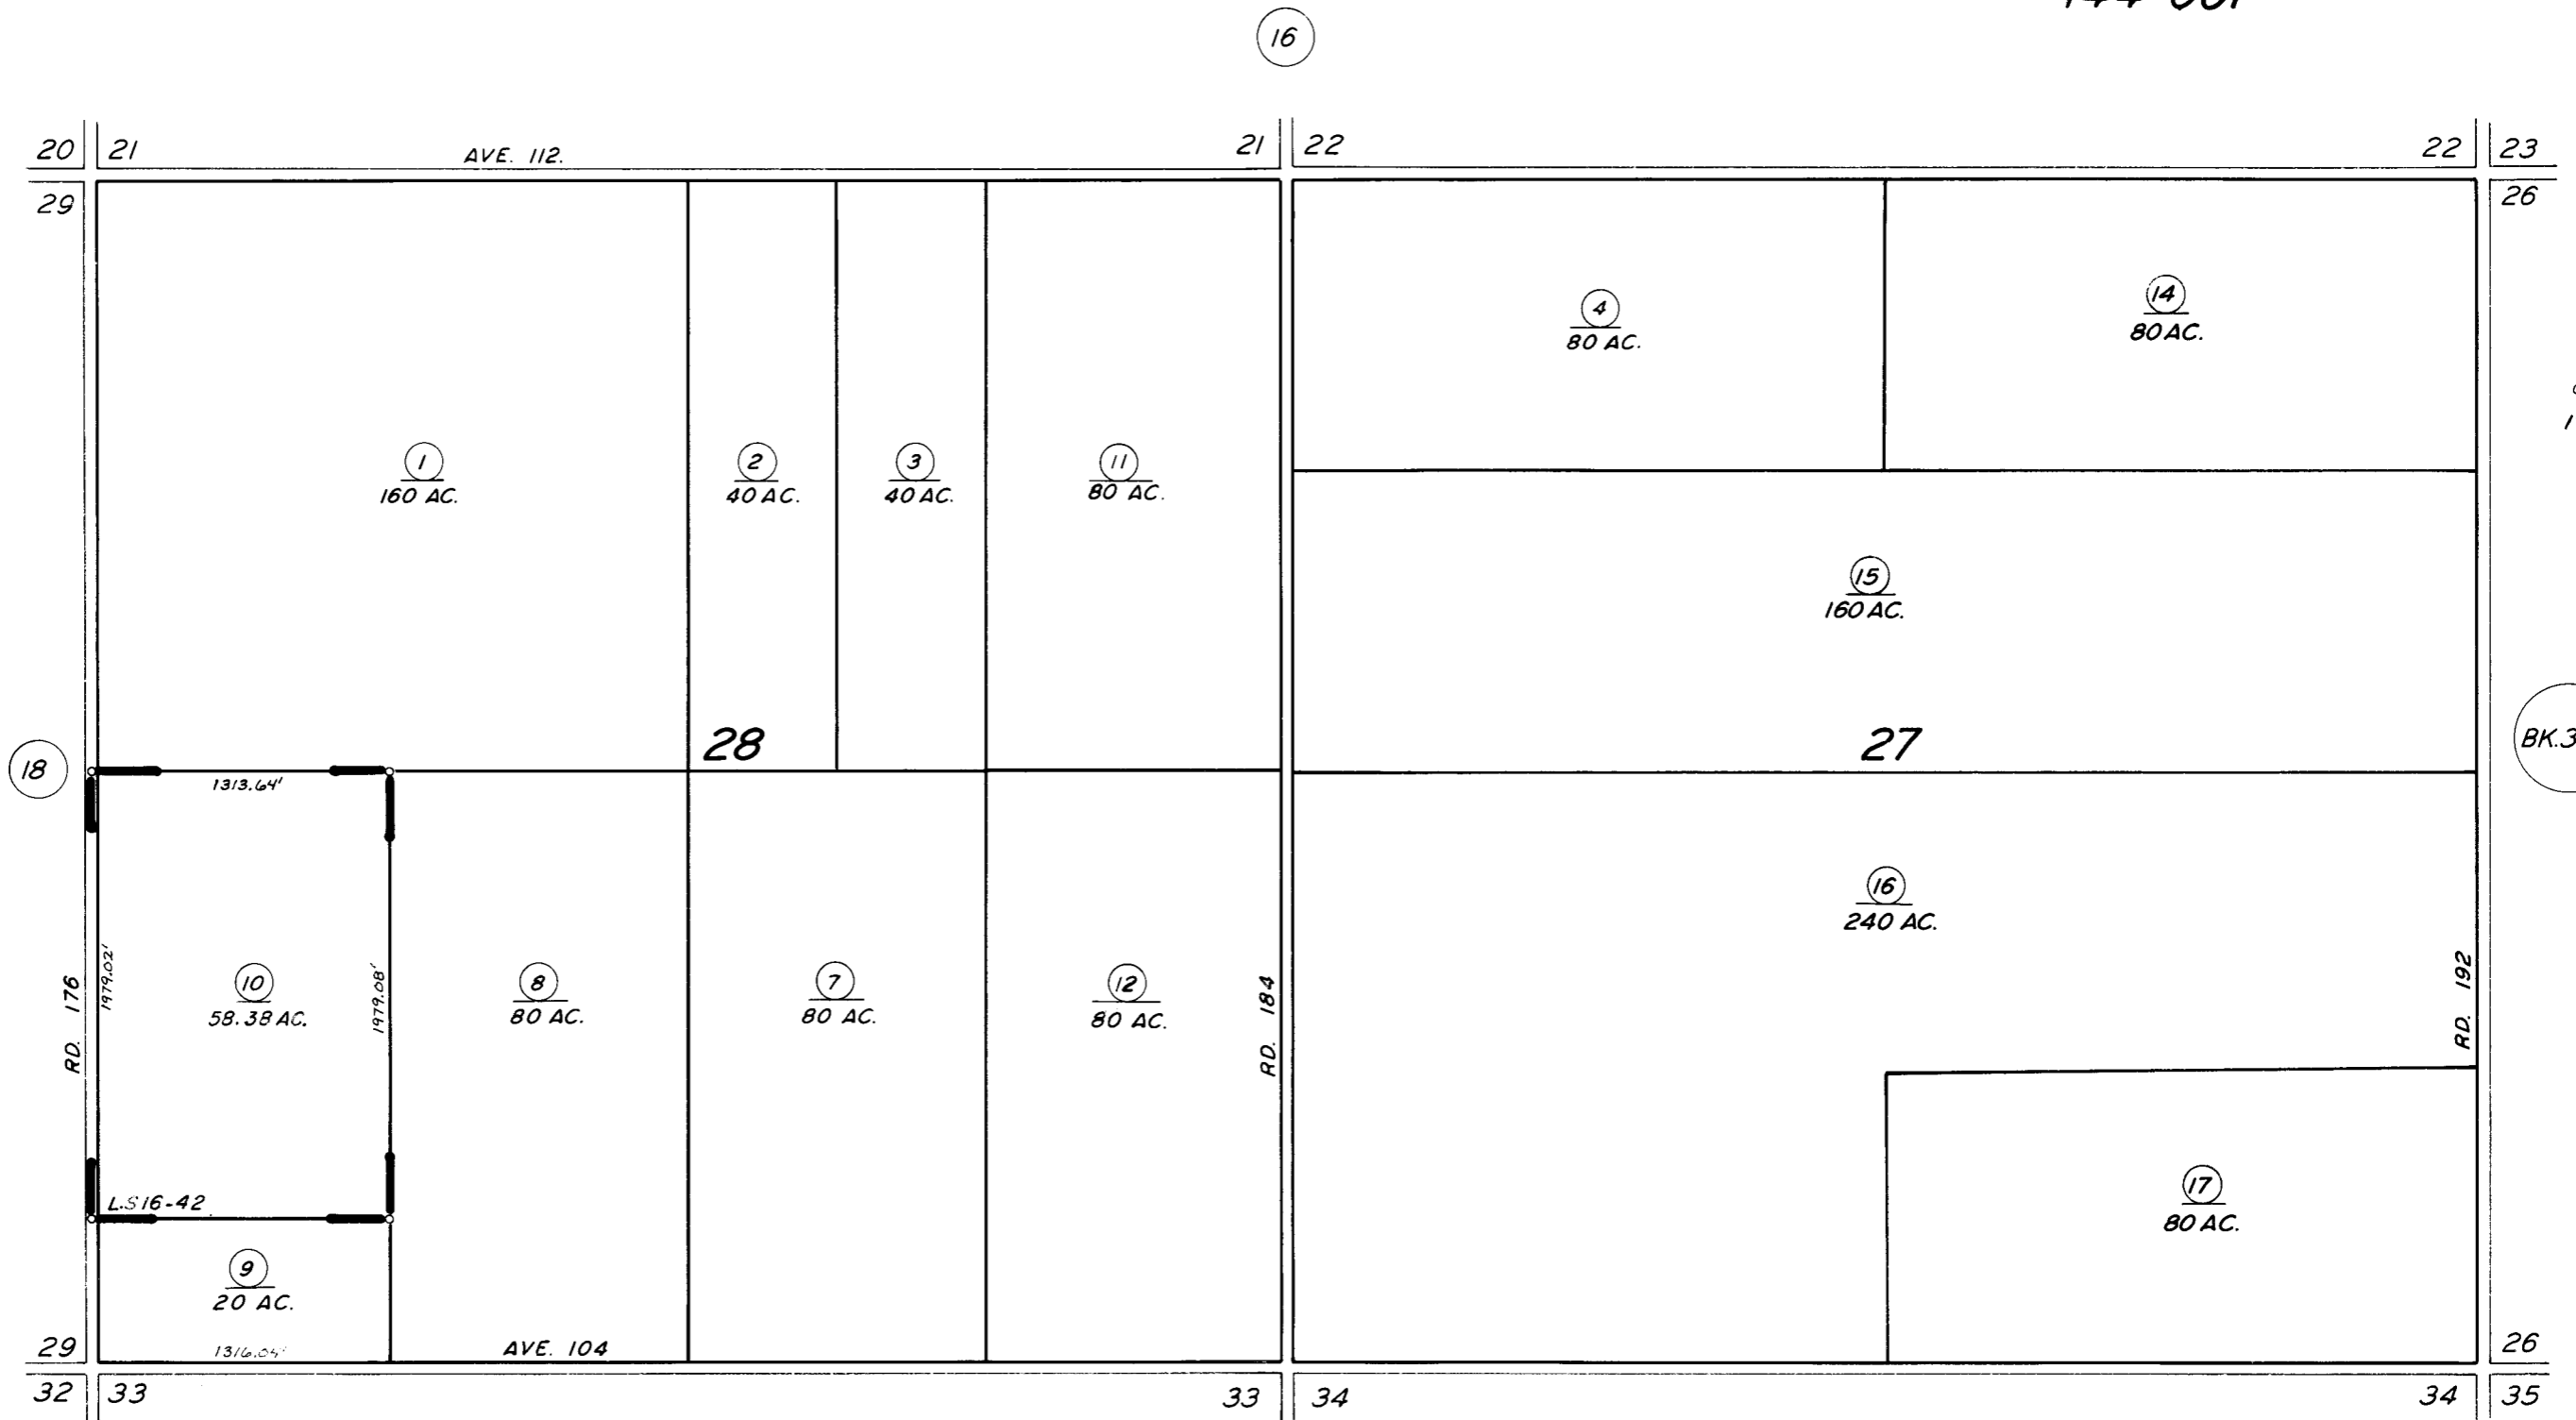 16
20 21 AVE. 112. 21 22 22 23
29 26
4
80 AC.
14
80 AC.
1
160 AC.
2
40 AC.
3
40 AC.
11
80 AC.
15
160 AC.
28
27
18
BK.3
1313.64'
16
240 AC.
RD. 176
1979.02'
10
58.38 AC.
1979.08'
8
80 AC.
7
80 AC.
12
80 AC.
RD. 184
RD. 192
L.S 16-42
17
80 AC.
9
20 AC.
29 1316.04' AVE. 104 26
32 33 33 34 34 35